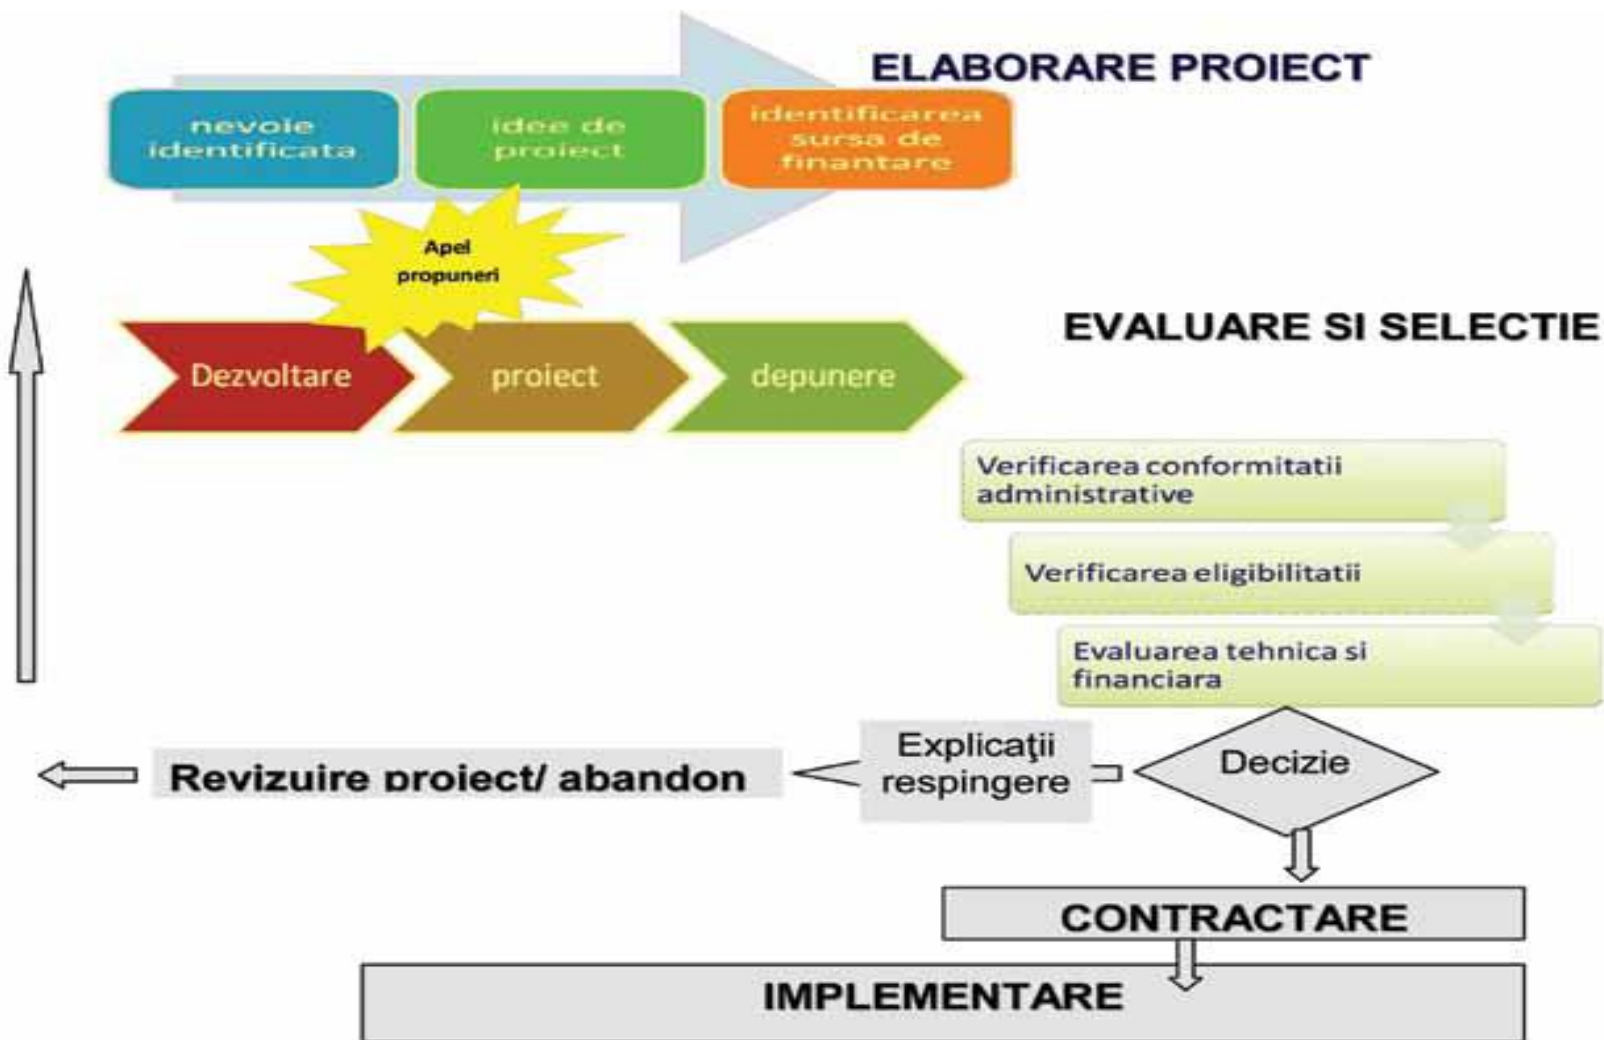 ELABORARE PROIECT
nevoie
identificata
idee de
proiect
identificarea
sursa de
finantare
Apel
propuneri
EVALUARE SI SELECTIE
Dezvoltare
proiect
depunere
Verificarea conformitatii
administrative
Verificarea eligibilitatii
Evaluarea tehnica si
financiara
Decizie
Explicaţii
respingere
Revizuire proiect/ abandon
CONTRACTARE
IMPLEMENTARE